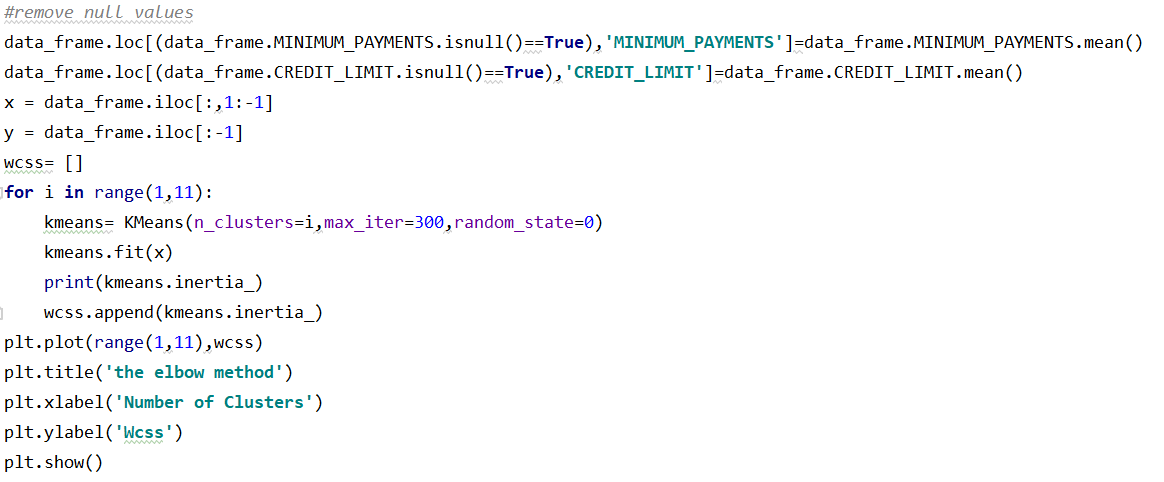 #remove null values
data_frame.loc[(data_frame.MINIMUM_PAYMENTS.isnull()==True),'MINIMUM_PAYMENTS']=data_frame.MINIMUM_PAYMENTS.mean()
data_frame.loc[(data_frame.CREDIT_LIMIT.isnull()==True),'CREDIT_LIMIT']=data_frame.CREDIT_LIMIT.mean()
x = data_frame.iloc[:,1:-1]
y = data_frame.iloc[:-1]
wcss= []
for i in range(1,11):
    kmeans= KMeans(n_clusters=i,max_iter=300,random_state=0)
    kmeans.fit(x)
    print(kmeans.inertia_)
    wcss.append(kmeans.inertia_)
plt.plot(range(1,11),wcss)
plt.title('the elbow method')
plt.xlabel('Number of Clusters')
plt.ylabel('Wcss')
plt.show()